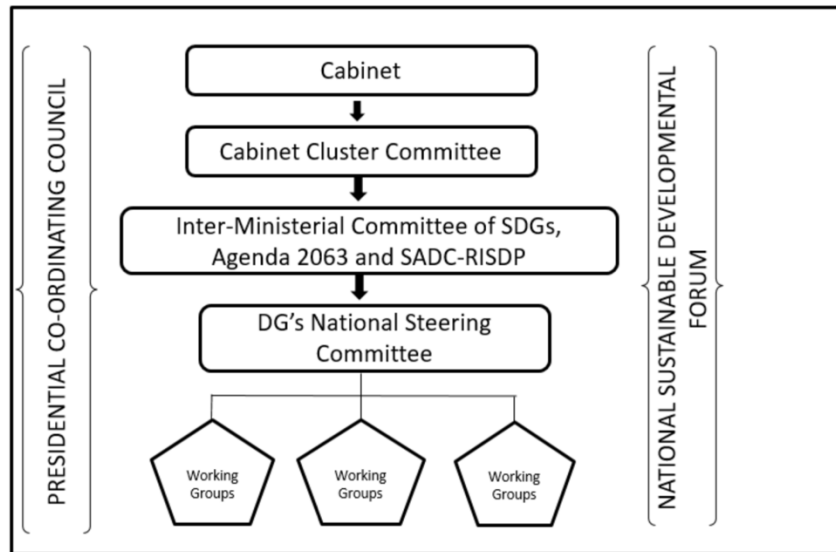 PRESIDENTIAL CO-ORDINATING COUNCIL
Cabinet
Cabinet Cluster Committee
Inter-Ministerial Committee of SDGs,
Agenda 2063 and SADC-RISDP
DG’s National Steering
Committee
Working
Groups
Working
Groups
Working
Groups
NATIONAL SUSTAINABLE DEVELOPMENTAL
FORUM